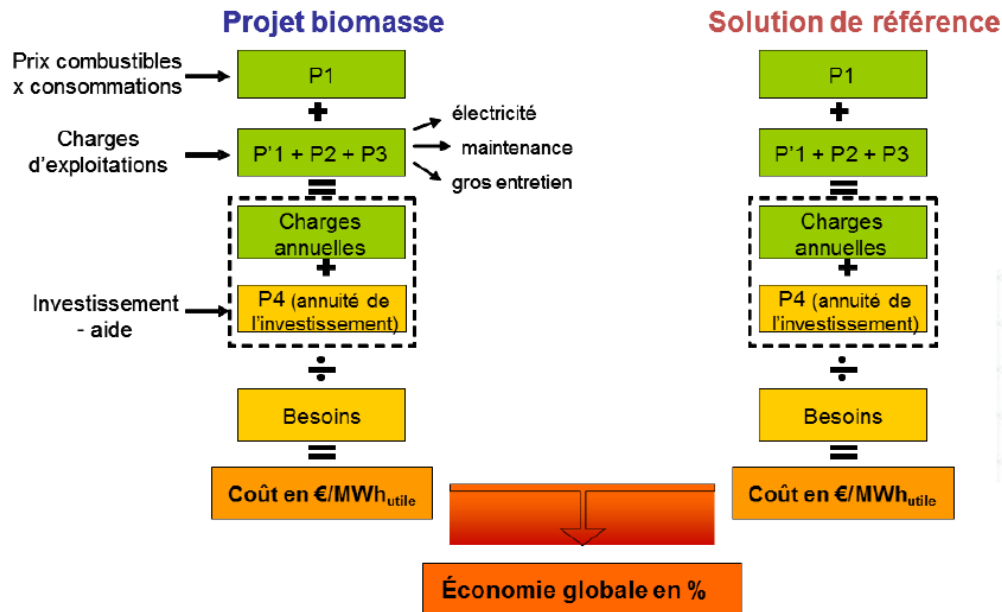 Projet biomasse
Prix combustibles
x consommations
P1
+
Charges
d'exploitations
P'1 + P2 + P3
électricité
maintenance
gros entretien
=
Charges
annuelles
+
Investissement
- aide
P4 (annuité de
l'investissement)
÷
Besoins
=
Coût en €/MWhutile
Solution de référence
P1
+
P'1 + P2 + P3
=
Charges
annuelles
+
P4 (annuité de
l'investissement)
÷
Besoins
=
Coût en €/MWhutile
Économie globale en %